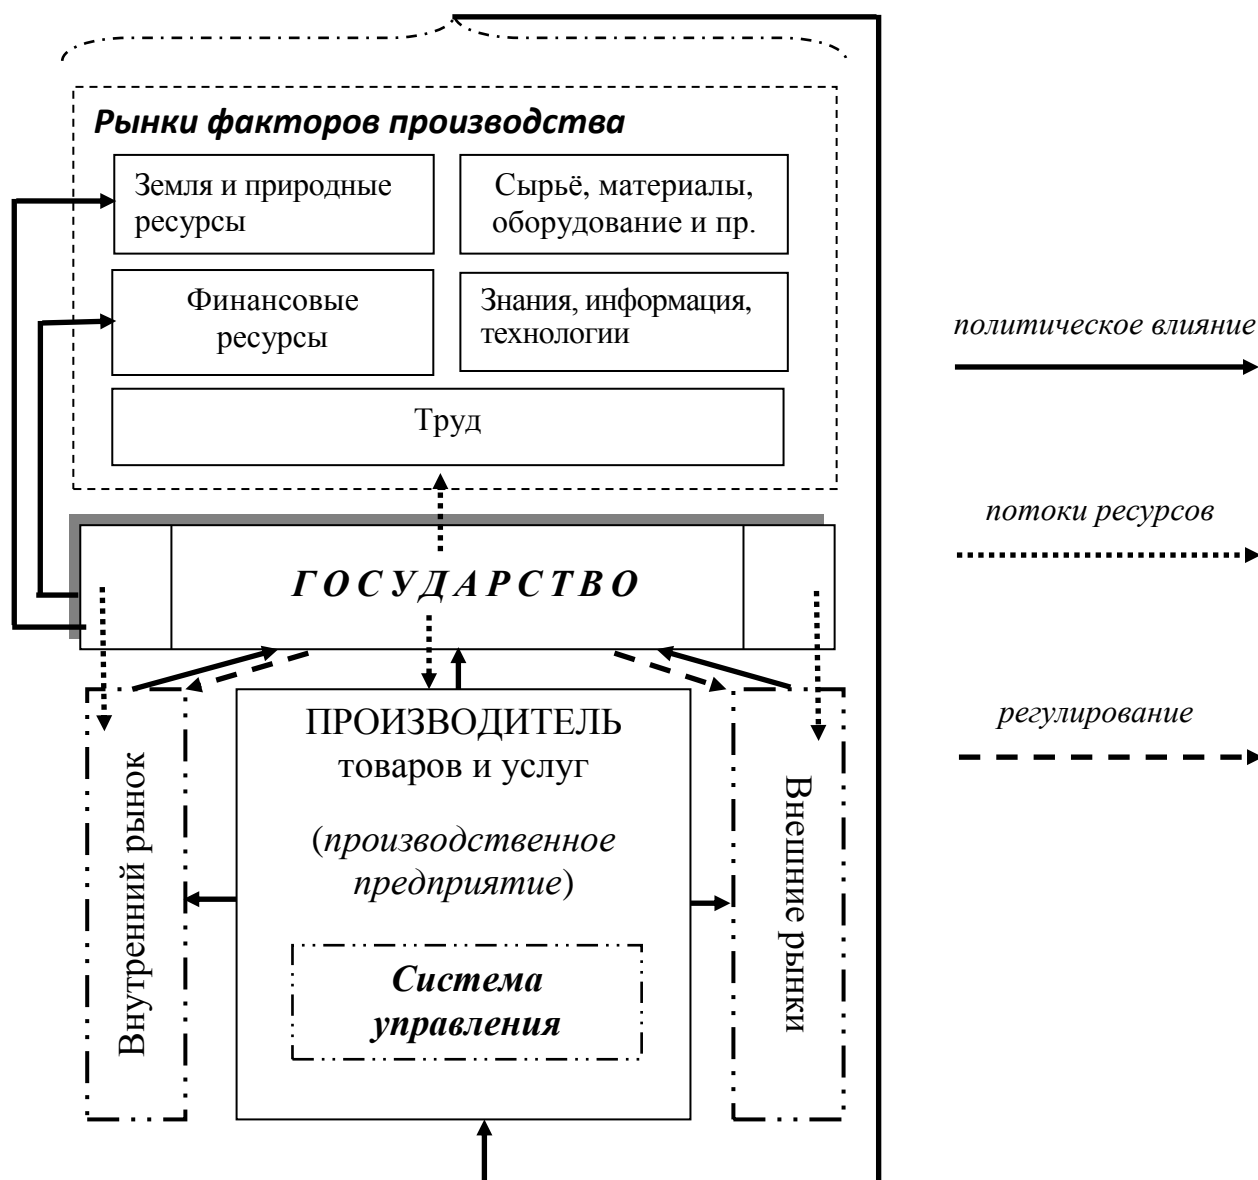 Рынки факторов производства
Земля и природные
ресурсы
Сырьё, материалы,
оборудование и пр.
Финансовые
ресурсы
Знания, информация,
технологии
Труд
ГОСУДАРСТВО
ПРОИЗВОДИТЕЛЬ
товаров и услуг
(производственное
предприятие)
Система
управления
Внутренний рынок
Внешние рынки
политическое влияние
потоки ресурсов
регулирование